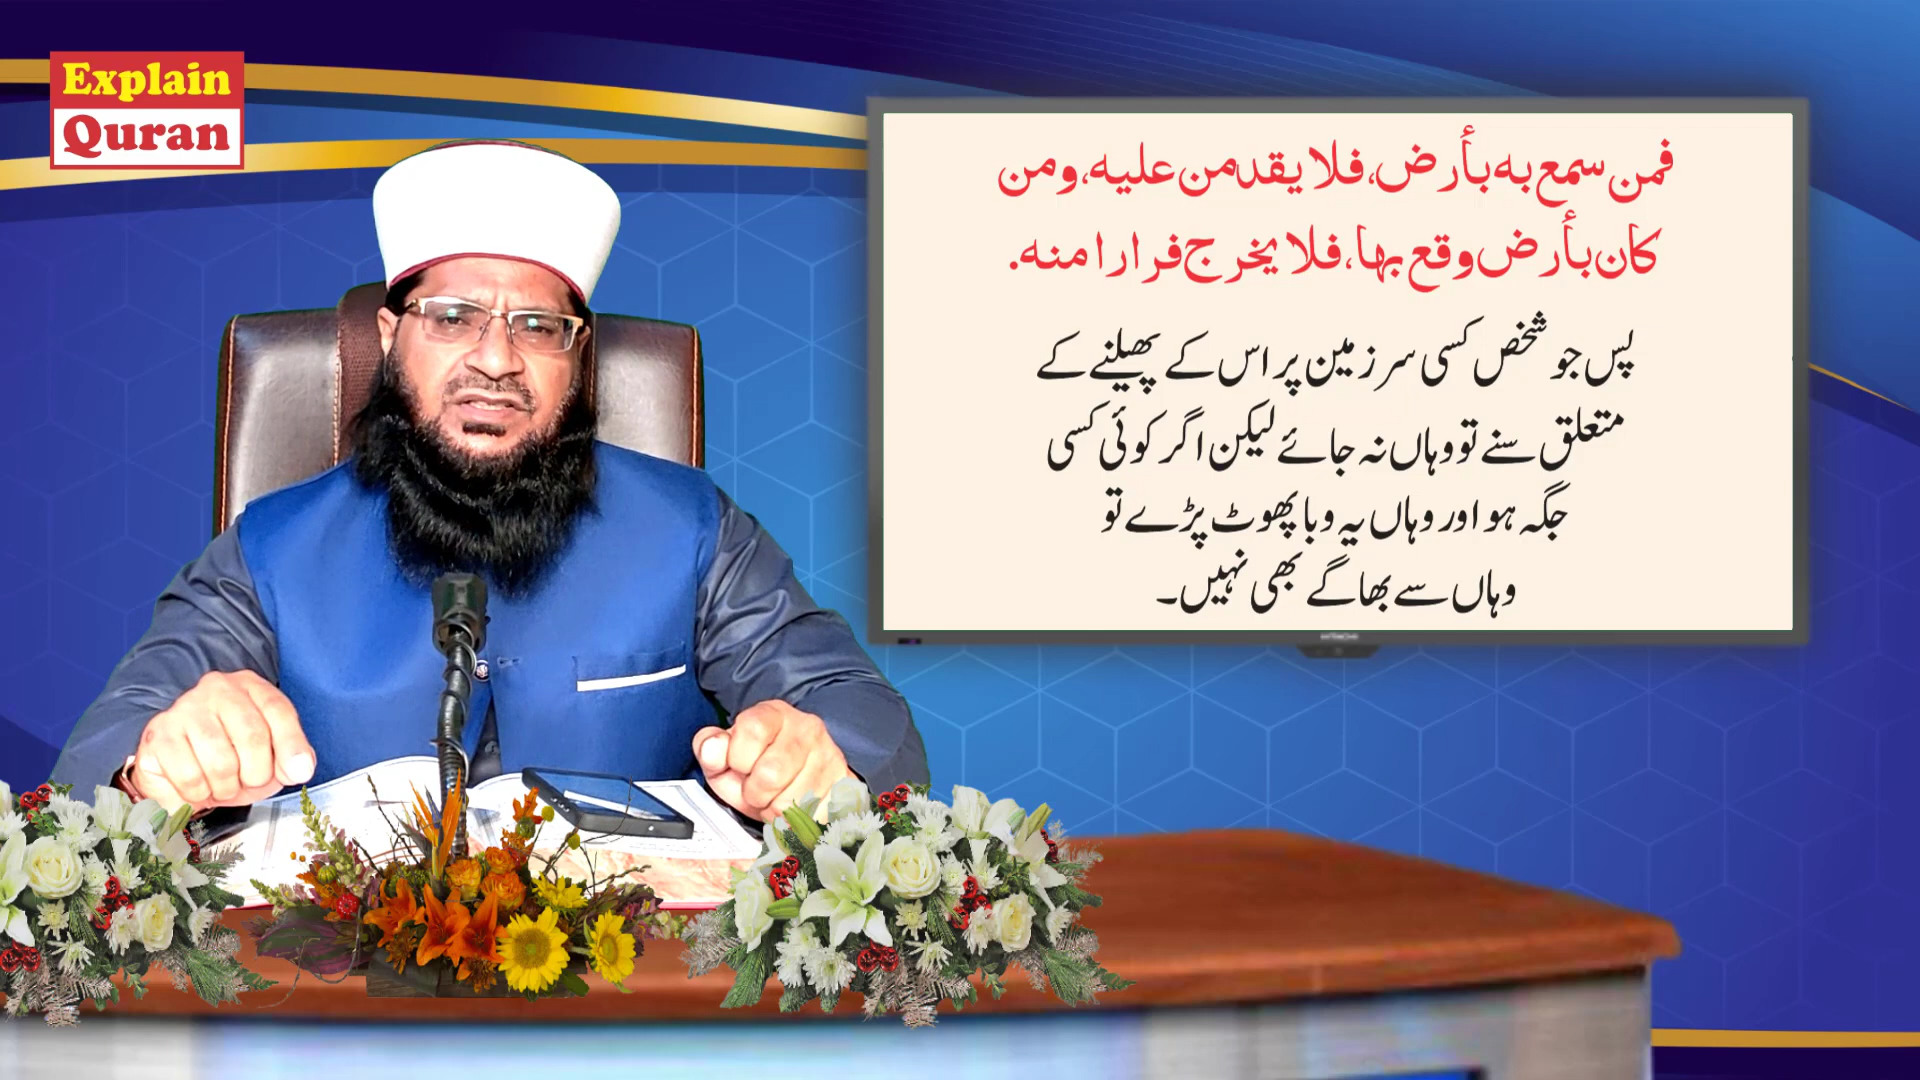 Explain
Quran
فمن سمع به بأرض، فلا يقدمن عليه، ومن
كان بأرض وقع بها، فلا يخرج فرارا منه.
پس جو شخص کسی سرزمین پر اس کے پھیلنے کے
متعلق سنے تو وہاں نہ جائے لیکن اگر کوئی کسی
جگہ ہو اور وہاں یہ وبا پھوٹ پڑے تو
وہاں سے بھاگے بھی نہیں۔
HITACHI